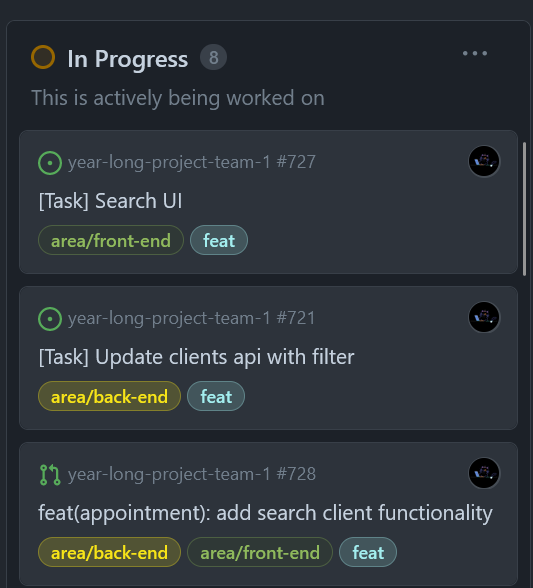 In Progress 8
This is actively being worked on
year-long-project-team-1 #727
[Task] Search UI
area/front-end feat
year-long-project-team-1 #721
[Task] Update clients api with filter
area/back-end feat
year-long-project-team-1 #728
feat(appointment): add search client functionality
area/back-end area/front-end feat